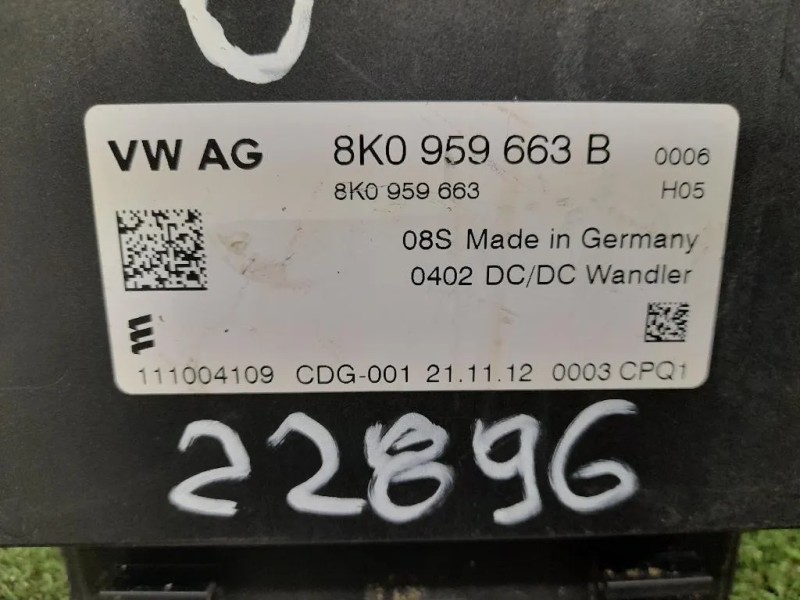 VW AG 8K0 959 663 B 0006
8K0 959 663 H05
08S Made in Germany
0402 DC/DC Wandler
111004109 CDG-001 21.11.12 0003 CPQ1
22896